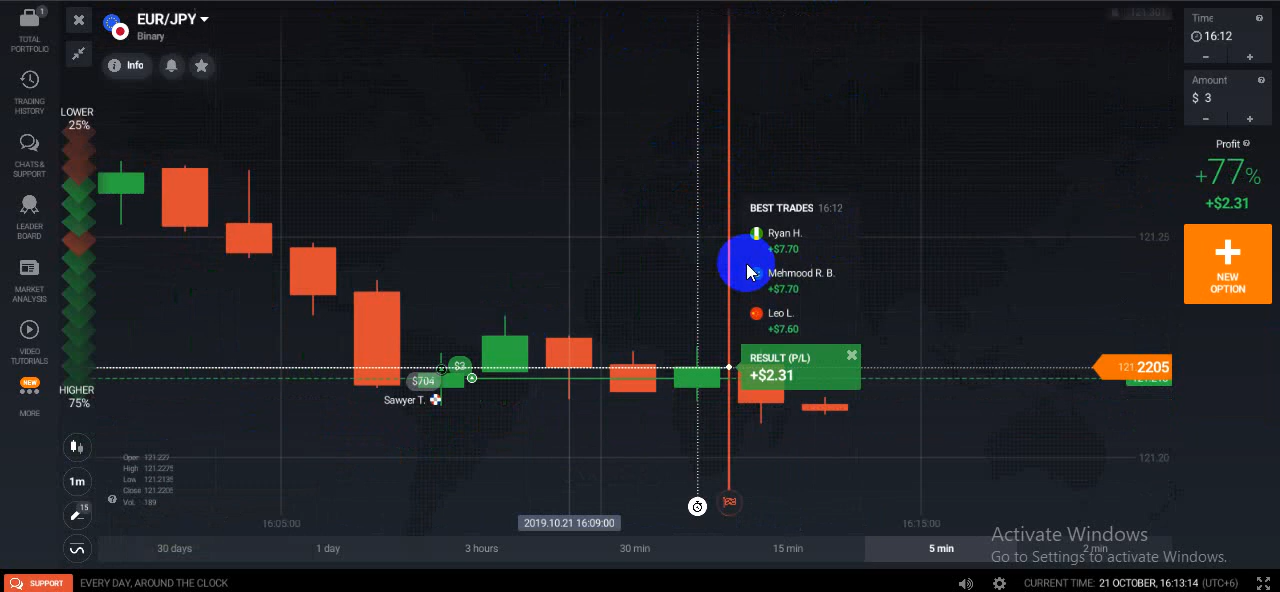 1
TOTAL
PORTFOLIO
TRADING
HISTORY
CHATS &
SUPPORT
LEADER
BOARD
MARKET
ANALYSIS
VIDEO
TUTORIALS
NEW
MORE
EUR/JPY
Binary
Info
LOWER
25%
HIGHER
75%
1m
15
Open 121.227
High 121.2275
Low 121.2135
Close 121.2205
Vol. 189
$3
$704
Sawyer T.
BEST TRADES 16:12
Ryan H.
+$7.70
Mehmood R. B.
+$7.70
Leo L.
+$7.60
RESULT (P/L)
+$2.31
121.301
121.25
121 2205
121.20
16:05:00
2019.10.21 16:09:00
16:15:00
30 days
1 day
3 hours
30 min
15 min
5 min
2 min
Time
16:12
Amount
$ 3
Profit
+77%
+$2.31
NEW
OPTION
Activate Windows
Go to Settings to activate Windows.
SUPPORT
EVERY DAY, AROUND THE CLOCK
CURRENT TIME: 21 OCTOBER, 16:13:14 (UTC+6)